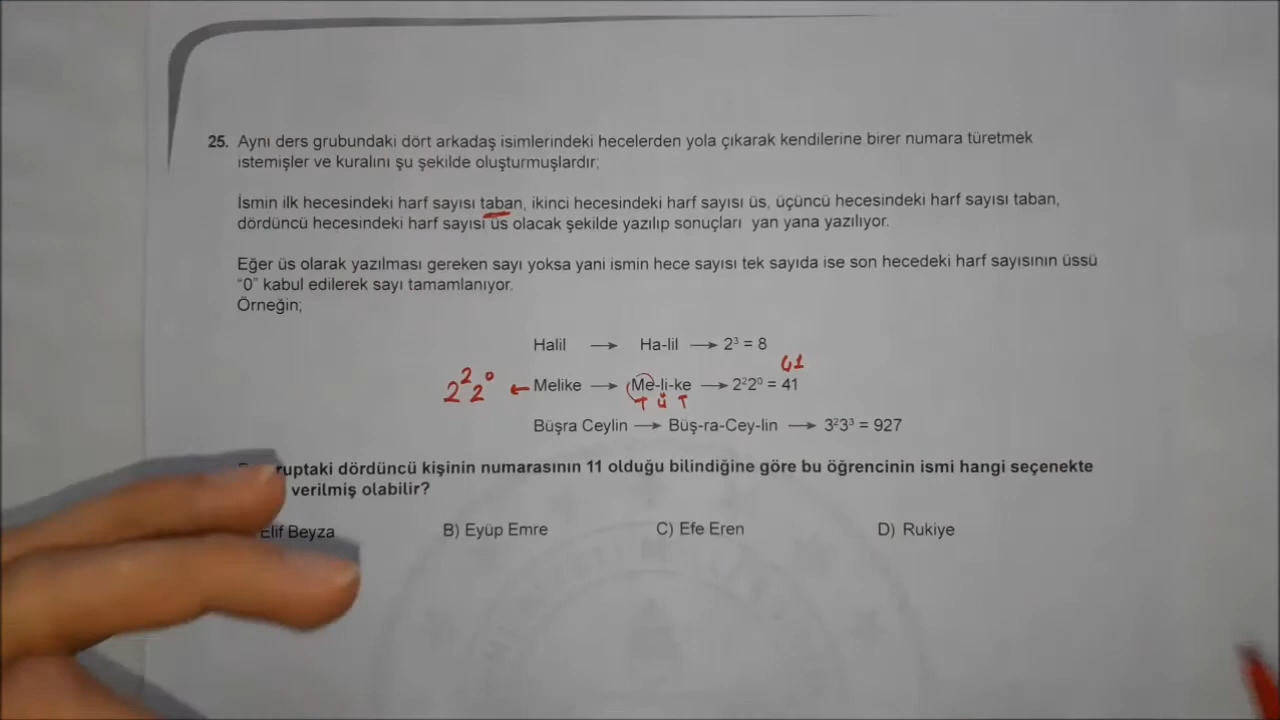 25. Aynı ders grubundaki dört arkadaş isimlerindeki hecelerden yola çıkarak kendilerine birer numara türetmek
istemişler ve kuralını şu şekilde oluşturmuşlardır;
İsmin ilk hecesindeki harf sayısı taban, ikinci hecesindeki harf sayısı üs, üçüncü hecesindeki harf sayısı taban,
dördüncü hecesindeki harf sayısı üs olacak şekilde yazılıp sonuçları yan yana yazılıyor.
Eğer üs olarak yazılması gereken sayı yoksa yani ismin hece sayısı tek sayıda ise son hecedeki harf sayısının üssü
“0” kabul edilerek sayı tamamlanıyor.
Örneğin;
Halil → Ha-lil → 2³ = 8
41
2² 2⁰ ← Melike → Me-li-ke → 2²2⁰ = 41
T Ü T
Büşra Ceylin → Büş-ra-Cey-lin → 3²3³ = 927
dördüncü kişinin numarasının 11 olduğu bilindiğine göre bu öğrencinin ismi hangi seçenekte
verilmiş olabilir?
Elif Beyza B) Eyüp Emre C) Efe Eren D) Rukiye